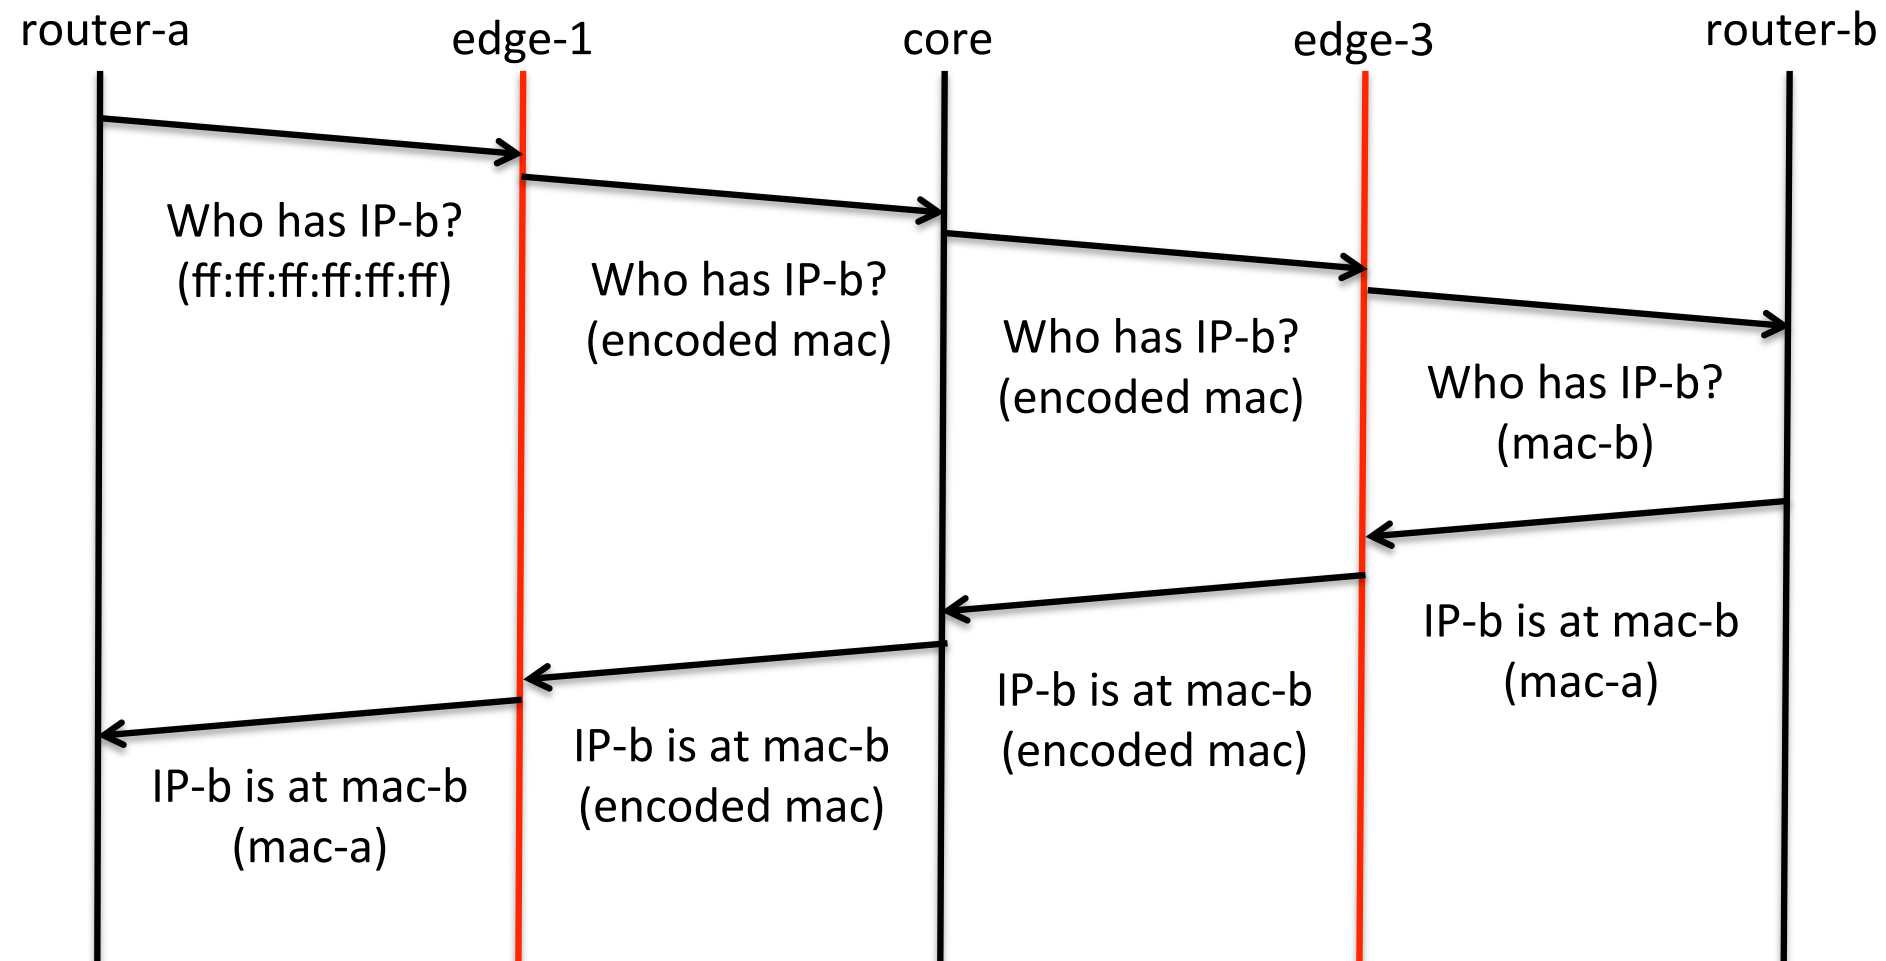 router-a
edge-1
core
edge-3
router-b
Who has IP-b?
(ff:ff:ff:ff:ff:ff)
Who has IP-b?
(encoded mac)
Who has IP-b?
(encoded mac)
Who has IP-b?
(mac-b)
IP-b is at mac-b
(mac-a)
IP-b is at mac-b
(encoded mac)
IP-b is at mac-b
(encoded mac)
IP-b is at mac-b
(mac-a)